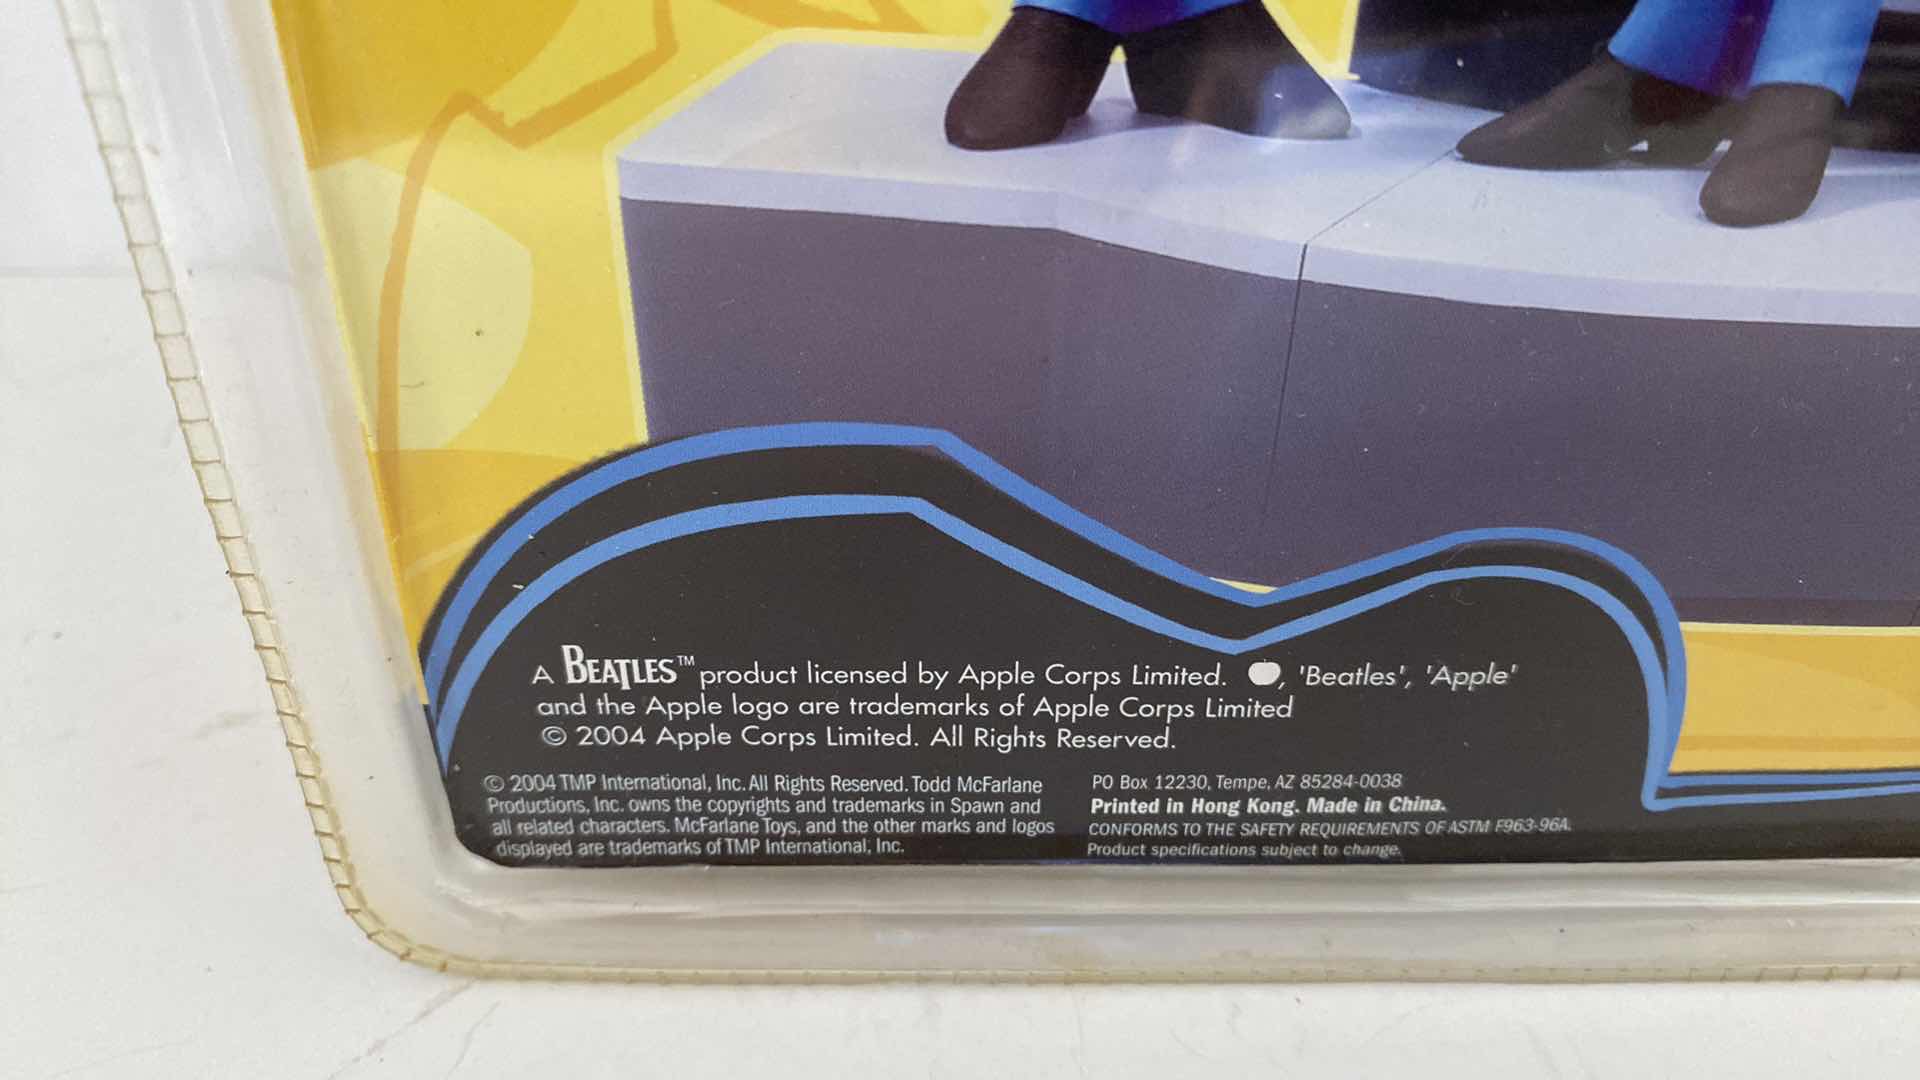 A BEATLES™ product licensed by Apple Corps Limited. , 'Beatles', 'Apple'
and the Apple logo are trademarks of Apple Corps Limited
© 2004 Apple Corps Limited. All Rights Reserved.
© 2004 TMP International, Inc. All Rights Reserved. Todd McFarlane
Productions, Inc. owns the copyrights and trademarks in Spawn and
all related characters. McFarlane Toys, and the other marks and logos
displayed are trademarks of TMP International, Inc.
PO Box 12230, Tempe, AZ 85284-0038
Printed in Hong Kong. Made in China.
CONFORMS TO THE SAFETY REQUIREMENTS OF ASTM F963-96A.
Product specifications subject to change.